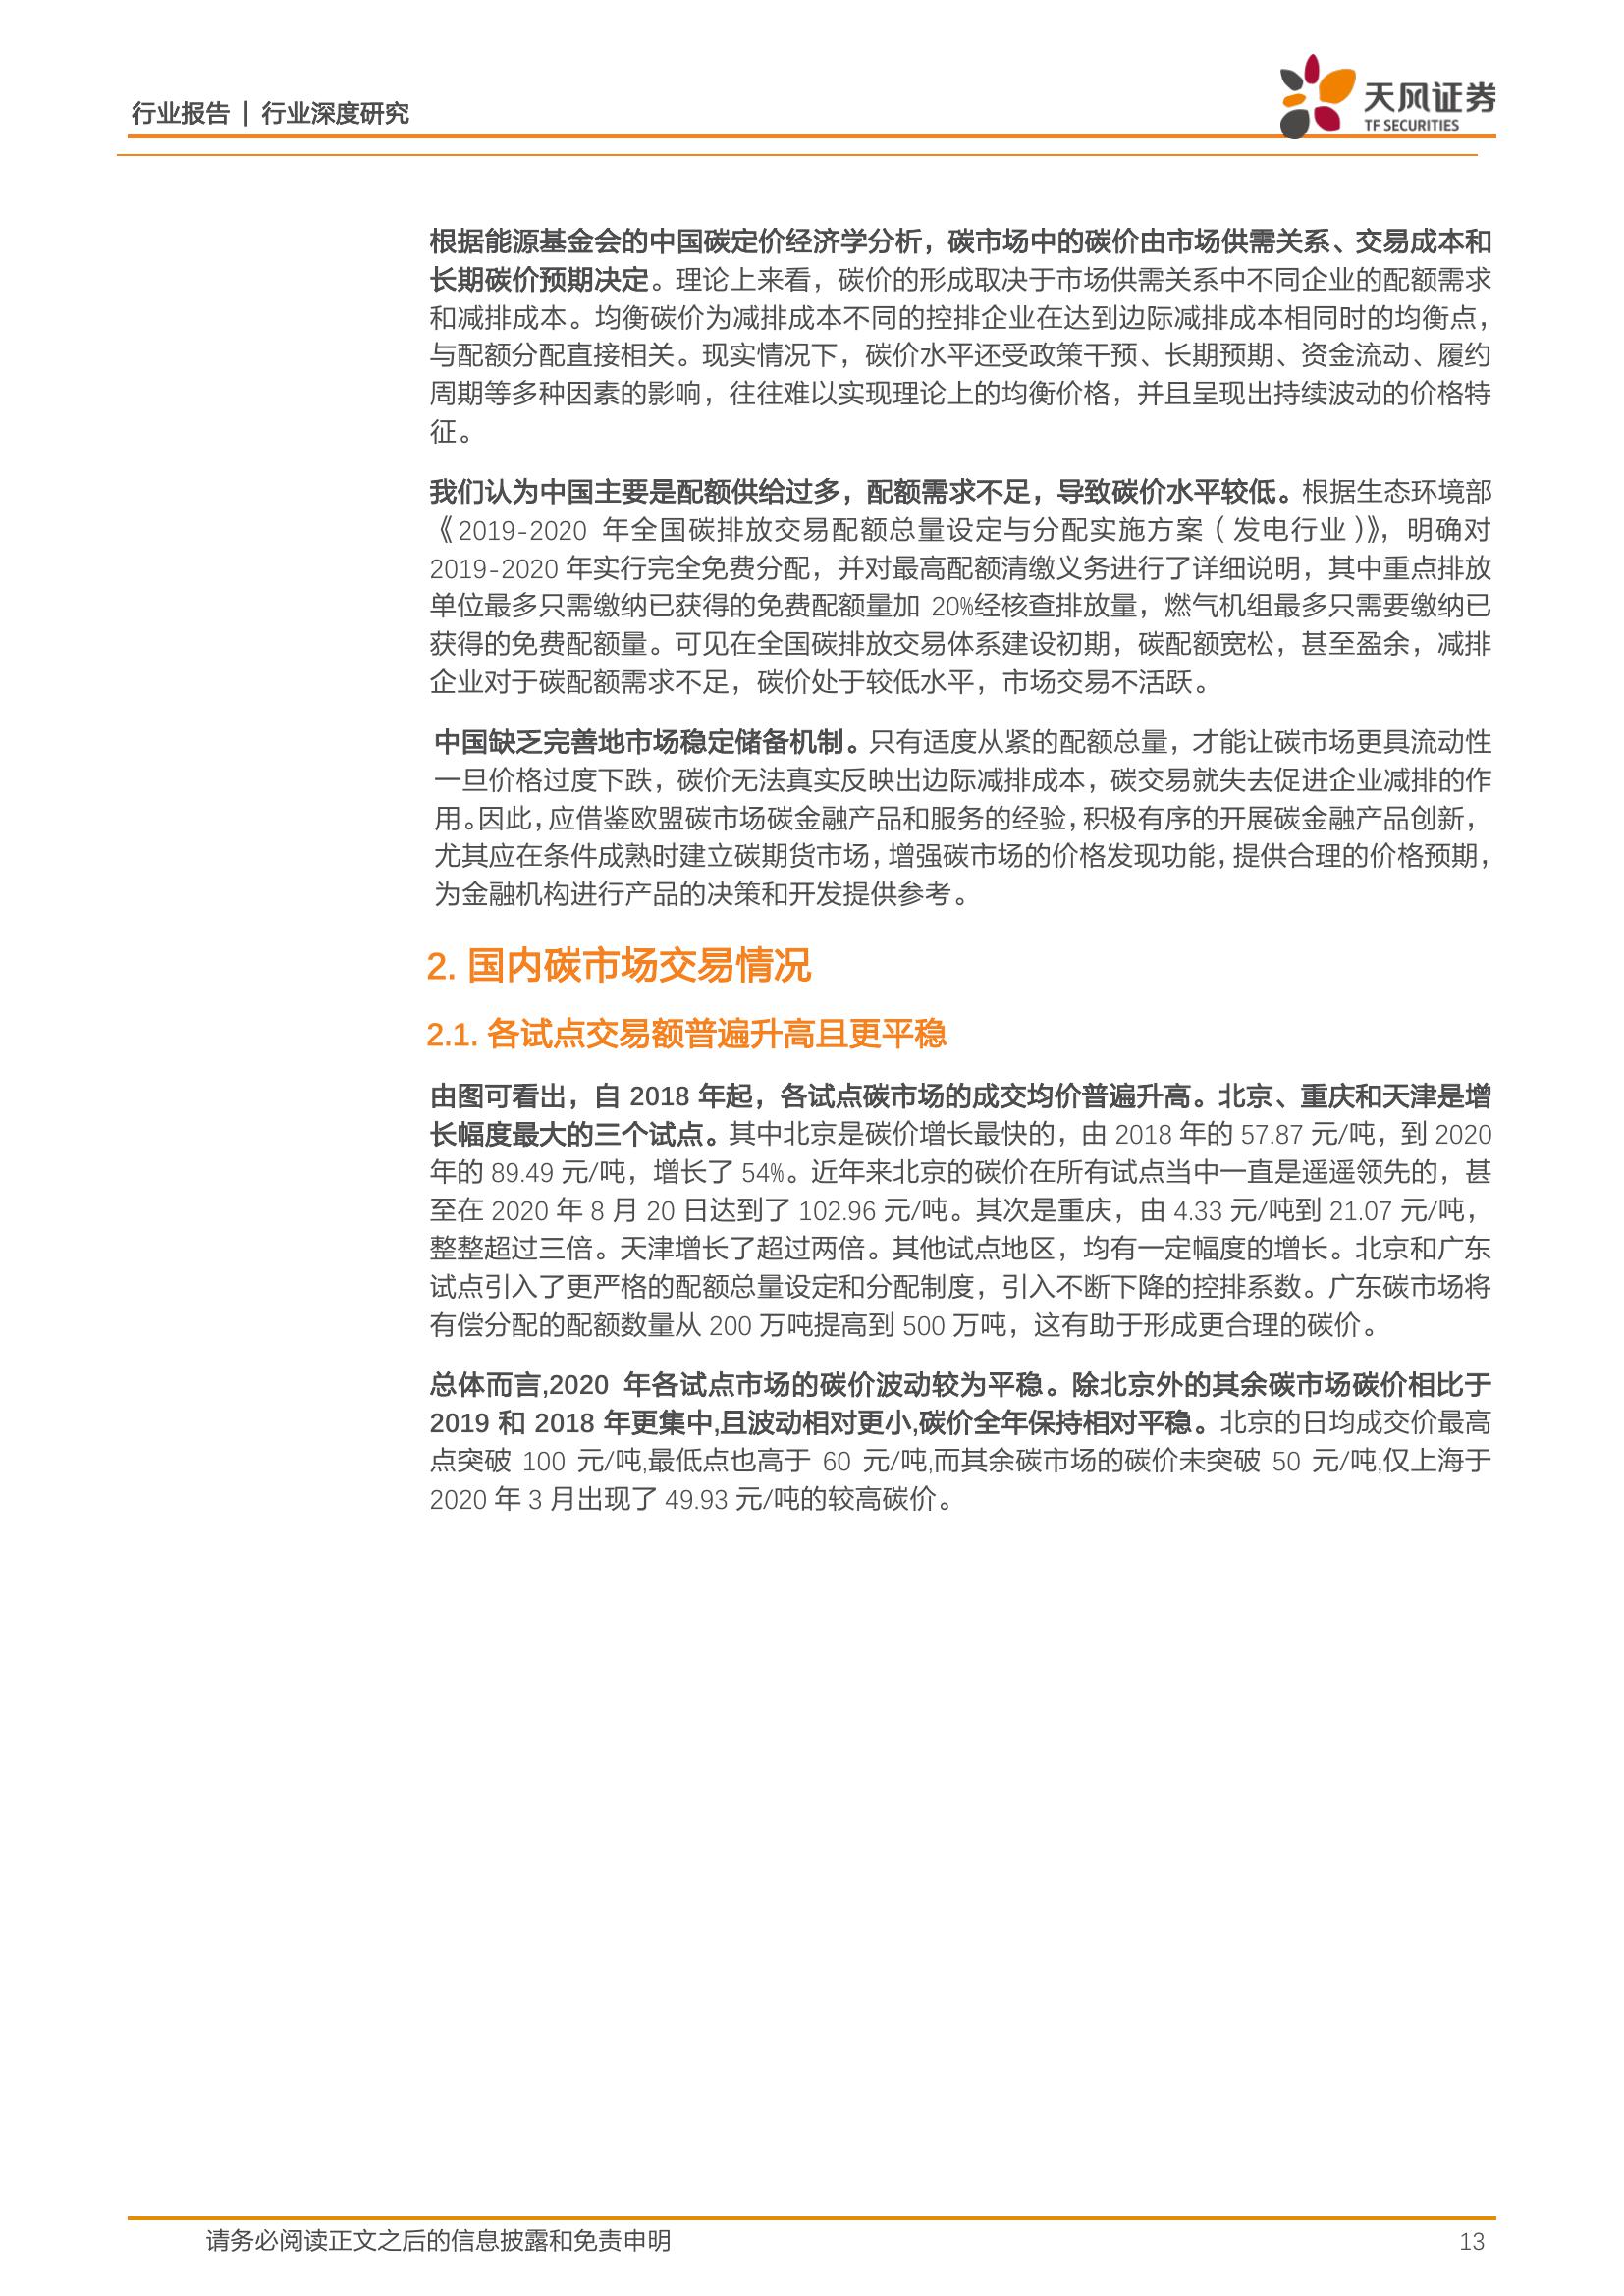 行业报告 | 行业深度研究
天风证券
TF SECURITIES
根据能源基金会的中国碳定价经济学分析，碳市场中的碳价由市场供需关系、交易成本和
长期碳价预期决定。理论上来看，碳价的形成取决于市场供需关系中不同企业的配额需求
和减排成本。均衡碳价为减排成本不同的控排企业在达到边际减排成本相同时的均衡点，
与配额分配直接相关。现实情况下，碳价水平还受政策干预、长期预期、资金流动、履约
周期等多种因素的影响，往往难以实现理论上的均衡价格，并且呈现出持续波动的价格特
征。
我们认为中国主要是配额供给过多，配额需求不足，导致碳价水平较低。根据生态环境部
《2019-2020 年全国碳排放交易配额总量设定与分配实施方案（发电行业）》，明确对
2019-2020 年实行完全免费分配，并对最高配额清缴义务进行了详细说明，其中重点排放
单位最多只需缴纳已获得的免费配额量加 20%经核查排放量，燃气机组最多只需要缴纳已
获得的免费配额量。可见在全国碳排放交易体系建设初期，碳配额宽松，甚至盈余，减排
企业对于碳配额需求不足，碳价处于较低水平，市场交易不活跃。
中国缺乏完善地市场稳定储备机制。只有适度从紧的配额总量，才能让碳市场更具流动性
一旦价格过度下跌，碳价无法真实反映出边际减排成本，碳交易就失去促进企业减排的作
用。因此，应借鉴欧盟碳市场碳金融产品和服务的经验，积极有序的开展碳金融产品创新，
尤其应在条件成熟时建立碳期货市场，增强碳市场的价格发现功能，提供合理的价格预期，
为金融机构进行产品的决策和开发提供参考。
2. 国内碳市场交易情况
2.1. 各试点交易额普遍升高且更平稳
由图可看出，自 2018 年起，各试点碳市场的成交均价普遍升高。北京、重庆和天津是增
长幅度最大的三个试点。其中北京是碳价增长最快的，由 2018 年的 57.87 元/吨，到 2020
年的 89.49 元/吨，增长了 54%。近年来北京的碳价在所有试点当中一直是遥遥领先的，甚
至在 2020 年 8 月 20 日达到了 102.96 元/吨。其次是重庆，由 4.33 元/吨到 21.07 元/吨，
整整超过三倍。天津增长了超过两倍。其他试点地区，均有一定幅度的增长。北京和广东
试点引入了更严格的配额总量设定和分配制度，引入不断下降的控排系数。广东碳市场将
有偿分配的配额数量从 200 万吨提高到 500 万吨，这有助于形成更合理的碳价。
总体而言,2020 年各试点市场的碳价波动较为平稳。除北京外的其余碳市场碳价相比于
2019 和 2018 年更集中,且波动相对更小,碳价全年保持相对平稳。北京的日均成交价最高
点突破 100 元/吨,最低点也高于 60 元/吨,而其余碳市场的碳价未突破 50 元/吨,仅上海于
2020 年 3 月出现了 49.93 元/吨的较高碳价。
请务必阅读正文之后的信息披露和免责申明
13